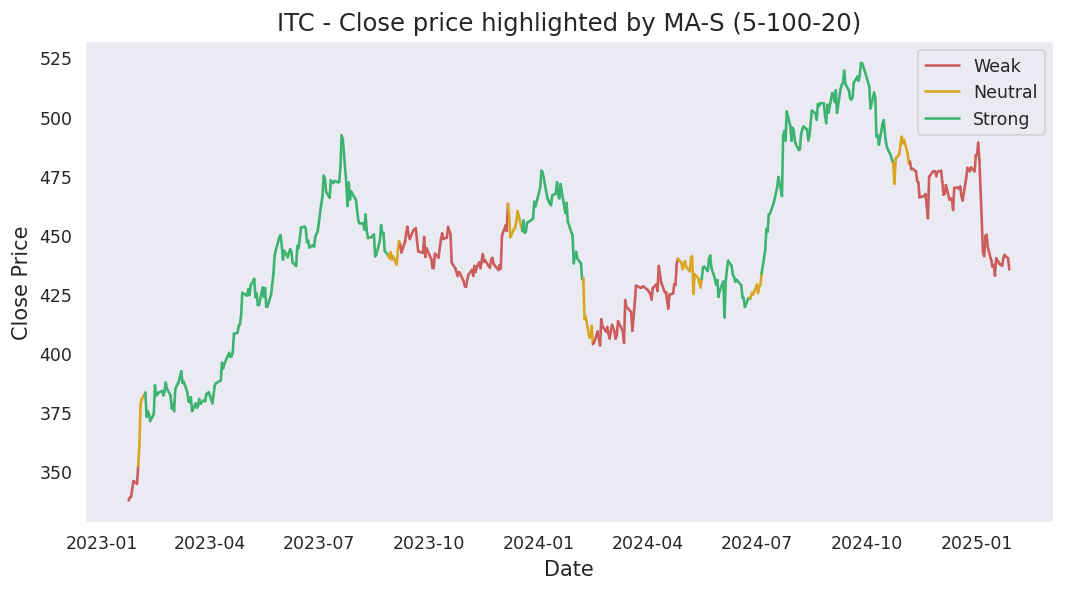 ITC - Close price highlighted by MA-S (5-100-20)
Weak
Neutral
Strong
Close Price
525
500
475
450
425
400
375
350
2023-01 2023-04 2023-07 2023-10 2024-01 2024-04 2024-07 2024-10 2025-01
Date